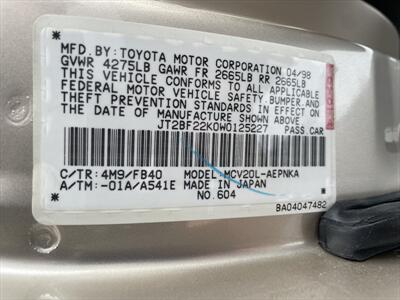 MFD.BY: TOYOTA MOTOR CORPORATION 04/98
GVWR 4275LB GAWR FR 2665LB RR 2665LB
THIS VEHICLE CONFORMS TO ALL APPLICABLE
FEDERAL MOTOR VEHICLE SAFETY,BUMPER,AND
THEFT PREVENTION STANDARDS IN EFFECT ON
THE DATE OF MANUFACTURE SHOWN ABOVE.
JT2BF22K0W0125227 PASS CAR
C/TR: 4M9/FB40 MODEL: MCV20L-AEPNKA
A/TM: -01A/A541E MADE IN JAPAN
NO.604
BA04047482